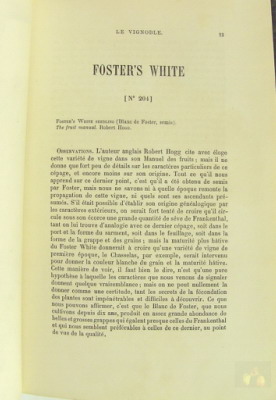 LE VIGNOBLE.
FOSTER'S WHITE
[N° 204]
FOSTER'S WHITE SEEDLING (Blanc de Foster, semis).
The fruit manual. Robert HOGG.
OBSERVATIONS. L'auteur anglais Robert Hogg cite avec éloge
cette variété de vigne dans son Manuel des fruits ; mais il ne
donne que fort peu de détails sur les caractères particuliers de ce
cépage, et encore moins sur son origine. Tout ce qu'il nous
apprend sur ce dernier point, c'est qu'il a été obtenu de semis
par Foster, mais nous ne savons ni à quelle époque remonte la
propagation de cette vigne, ni quels sont ses ascendants pré-
sumés. S'il était possible d'établir son origine généalogique par
les caractères extérieurs, on serait fort tenté de croire qu'il cir-
cule sous son écorce une grande quantité de sève de Frankenthal,
tant on lui trouve d'analogie avec ce dernier cépage, soit dans le
port et la forme du sarment, soit dans le feuillage, soit dans la
forme de la grappe et des grains ; mais la maturité plus hâtive du
Foster White donnerait à croire qu'une variété de vigne de
première époque, le Chasselas, par exemple, serait intervenu
pour donner la couleur blanche du grain et la maturité hâtive.
Cette manière de voir, il faut bien le dire, n'est qu'une pure
hypothèse à laquelle les caractères que nous venons de signaler
donnent quelque vraisemblance ; mais on ne peut nullement la
donner comme une certitude, tant les secrets de la fécondation
des plantes sont impénétrables et difficiles à découvrir. Ce que
nous pouvons affirmer, c'est que le Blanc de Foster, que nous
cultivons depuis dix ans, produit en nous grande abondance de
belles et grosses grappes qui égalent presque celles du Frankenthal
et qui nous semblent préférables à celles de ce dernier, au point
de vue de la qualité.